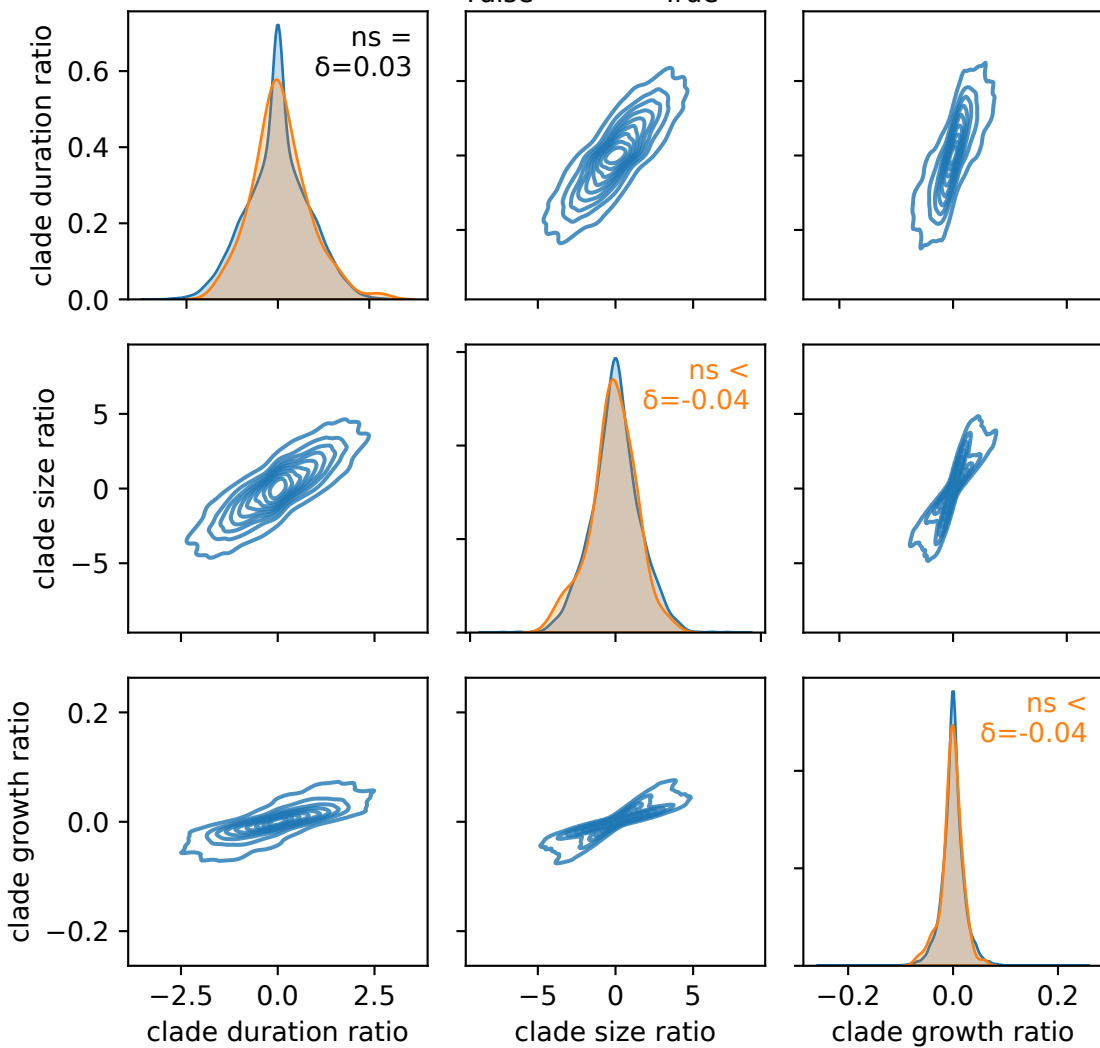 clade duration ratio
0.6
0.4
0.2
0.0
ns =
δ=0.03
clade size ratio
5
0
−5
ns <
δ=-0.04
clade growth ratio
0.2
0.0
−0.2
ns <
δ=-0.04
−2.5 0.0 2.5
−5 0 5
−0.2 0.0 0.2
clade duration ratio
clade size ratio
clade growth ratio